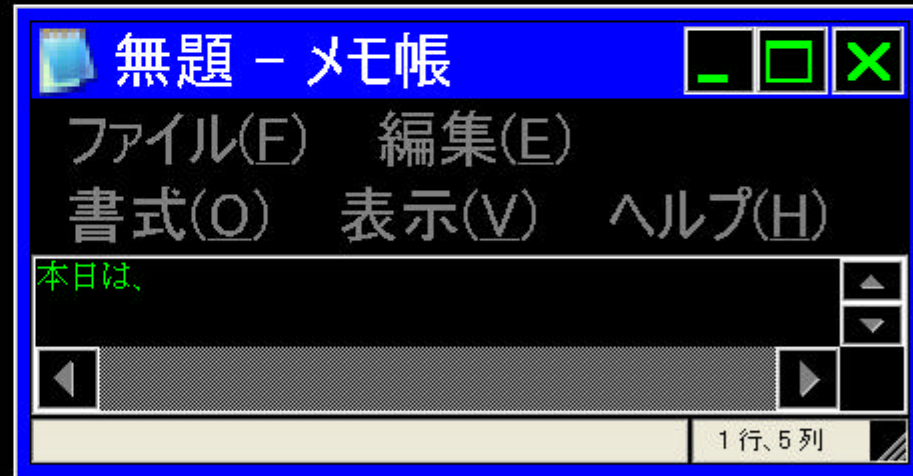 無題 - メモ帳
ファイル(F) 編集(E)
書式(O) 表示(V) ヘルプ(H)
本日は、
1 行、5 列